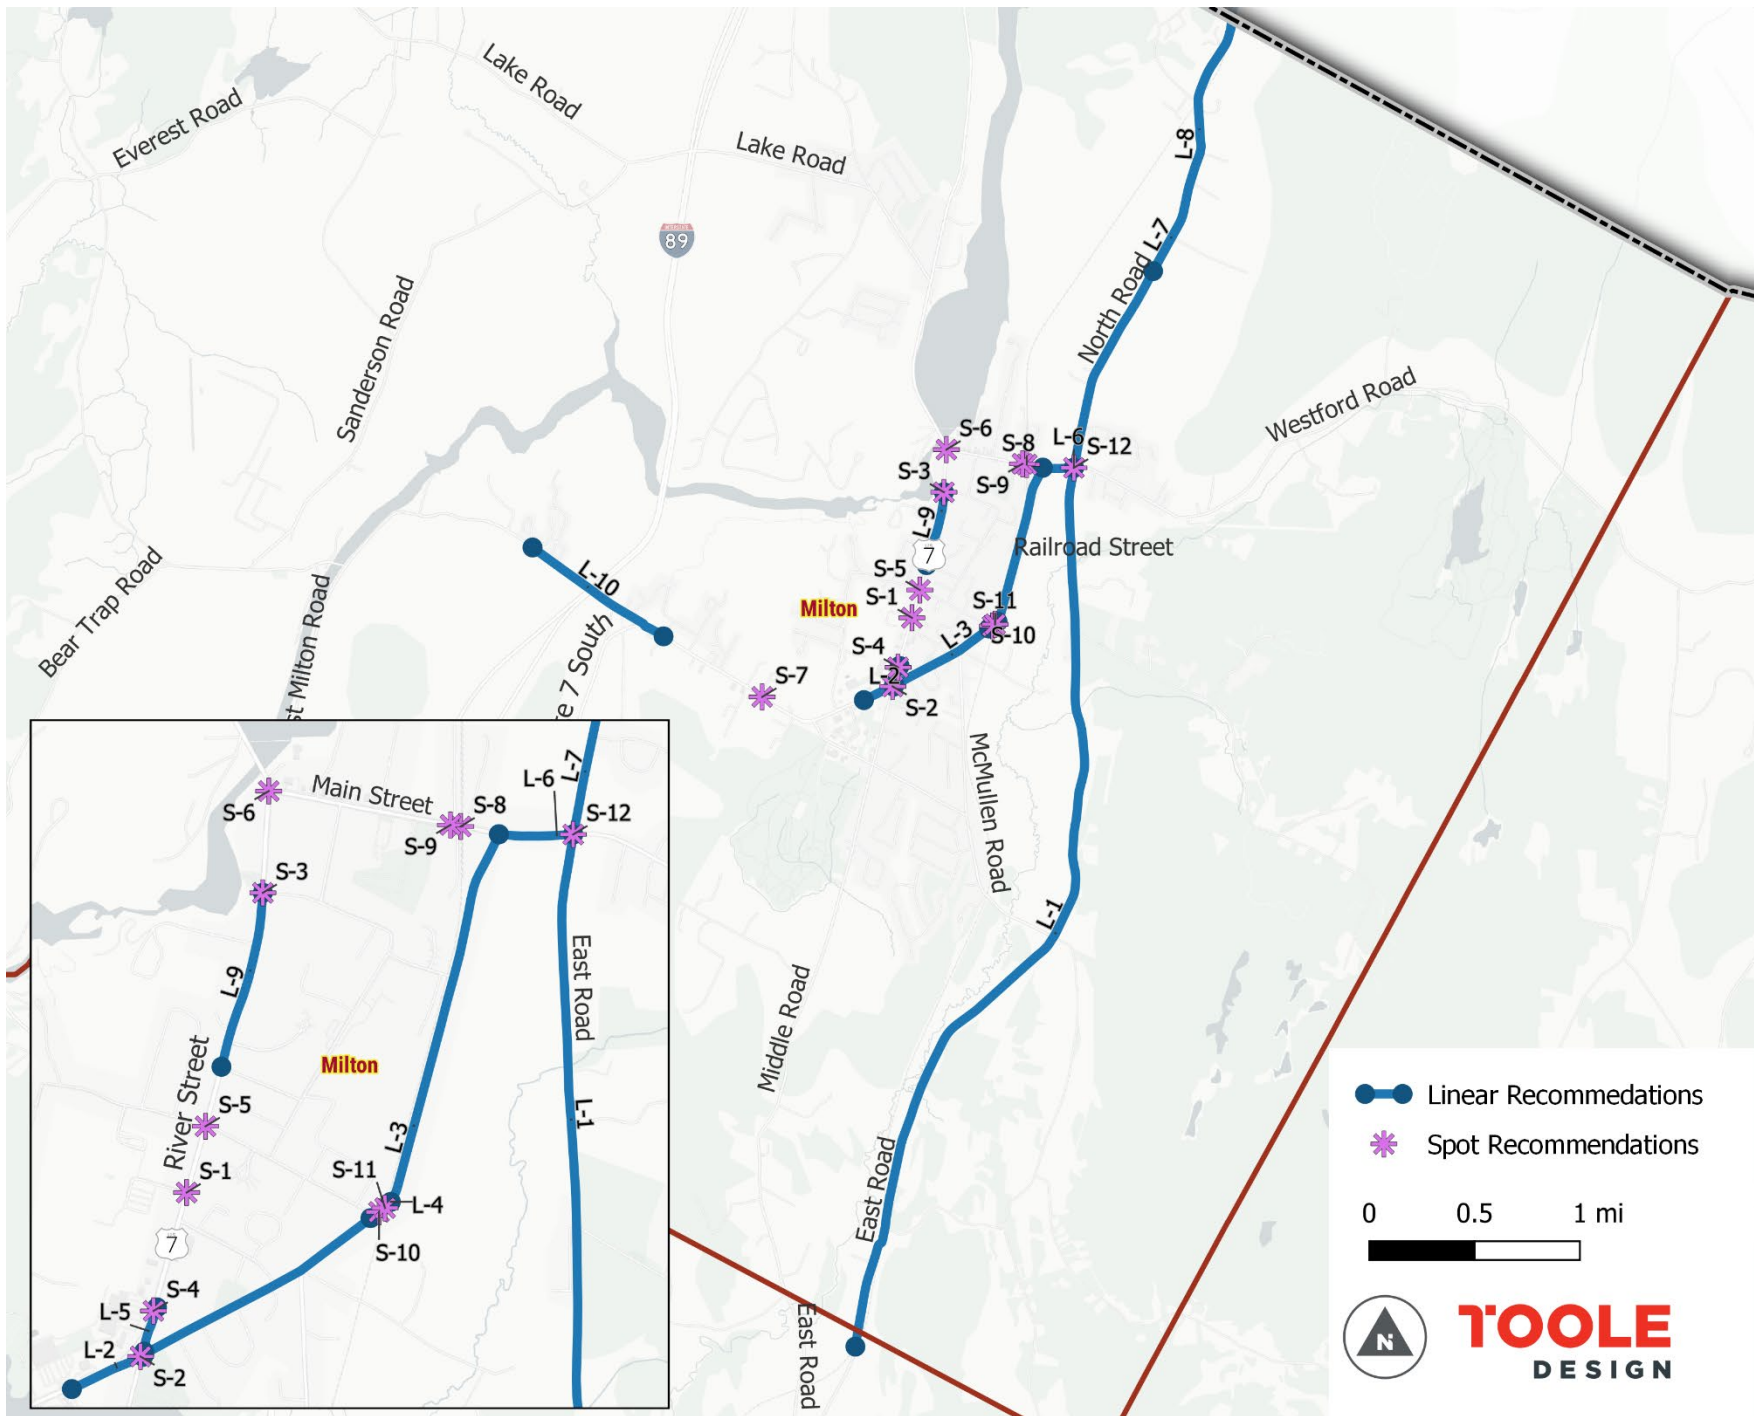 Lake Road
Everest Road
Lake Road
L-8
89
L-7
North Road
Sanderson Road
Westford Road
S-6
S-8
L-6
S-12
S-3
S-9
L-9
7
Railroad Street
S-5
L-10
S-1
Milton
S-11
S-10
L-3
Bear Trap Road
st Milton Road
e 7 South
S-4
L-2
S-7
S-2
McMullen Road
L-1
Middle Road
East Road
East Road
L-7
L-6
Main Street
S-6
S-8
S-12
S-9
S-3
East Road
L-9
River Street
Milton
S-5
L-1
L-3
S-1
S-11
L-4
7
S-10
S-4
L-5
L-2
S-2
Linear Recommedations
Spot Recommendations
0 0.5 1 mi
N
TOOLE
DESIGN